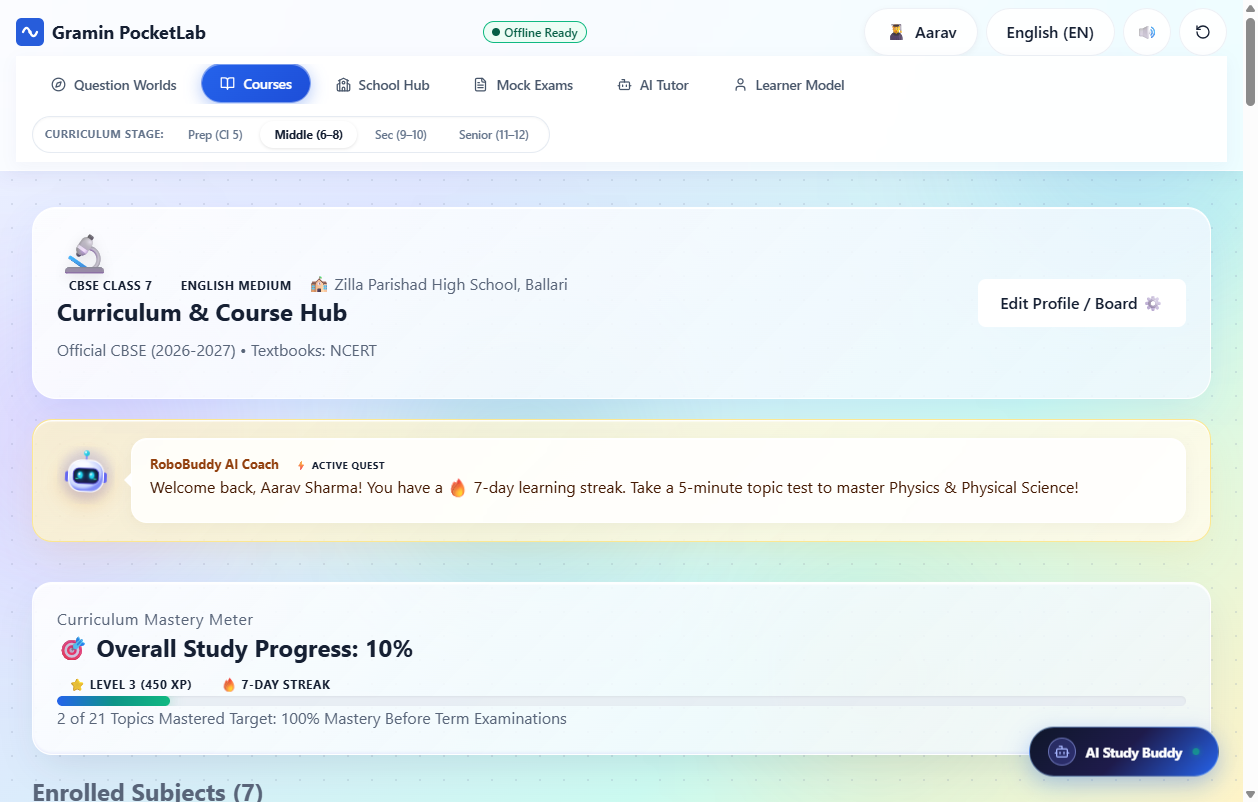 Gramin PocketLab
Offline Ready
Aarav
English (EN)
Question Worlds
Courses
School Hub
Mock Exams
AI Tutor
Learner Model
CURRICULUM STAGE:
Prep (Cl 5)
Middle (6–8)
Sec (9–10)
Senior (11–12)
CBSE CLASS 7
ENGLISH MEDIUM
Zilla Parishad High School, Ballari
Curriculum & Course Hub
Official CBSE (2026-2027) • Textbooks: NCERT
Edit Profile / Board
RoboBuddy AI Coach
ACTIVE QUEST
Welcome back, Aarav Sharma! You have a 🔥 7-day learning streak. Take a 5-minute topic test to master Physics & Physical Science!
Curriculum Mastery Meter
Overall Study Progress: 10%
LEVEL 3 (450 XP)
7-DAY STREAK
2 of 21 Topics Mastered Target: 100% Mastery Before Term Examinations
AI Study Buddy
Enrolled Subjects (7)